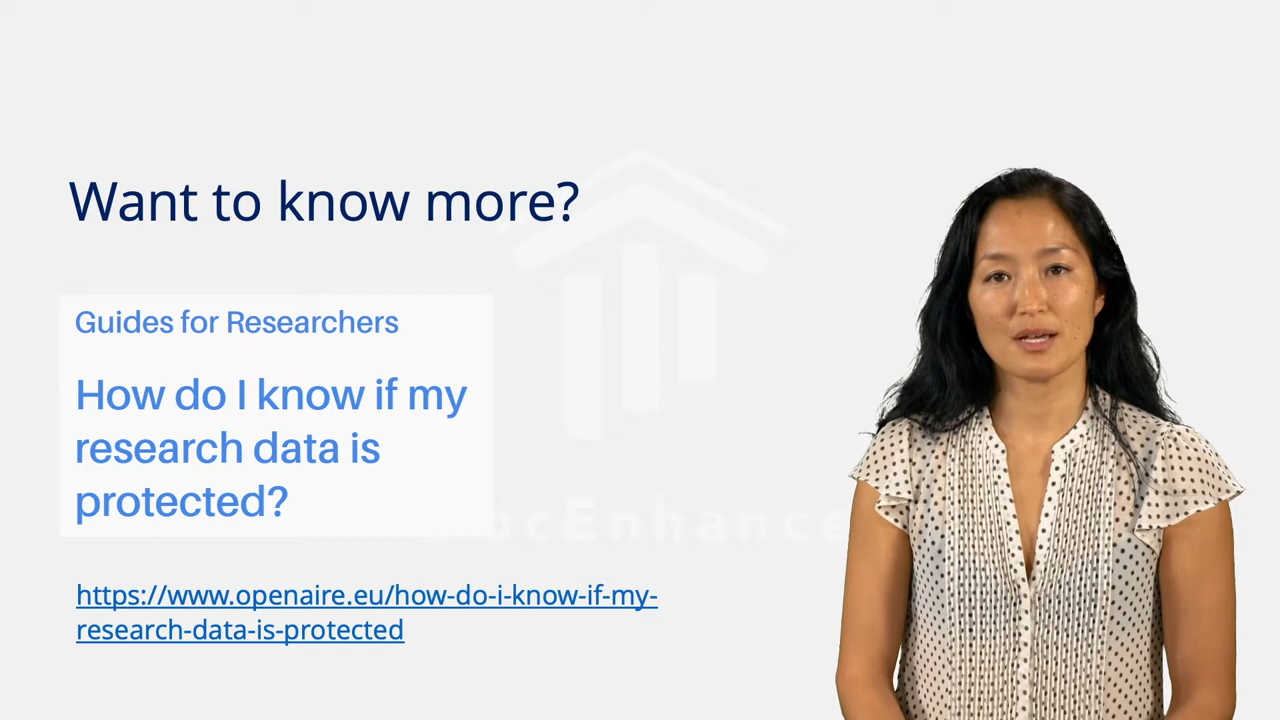 Want to know more?
Guides for Researchers
How do I know if my
research data is
protected?
ocEnhance
https://www.openaire.eu/how-do-i-know-if-my-
research-data-is-protected